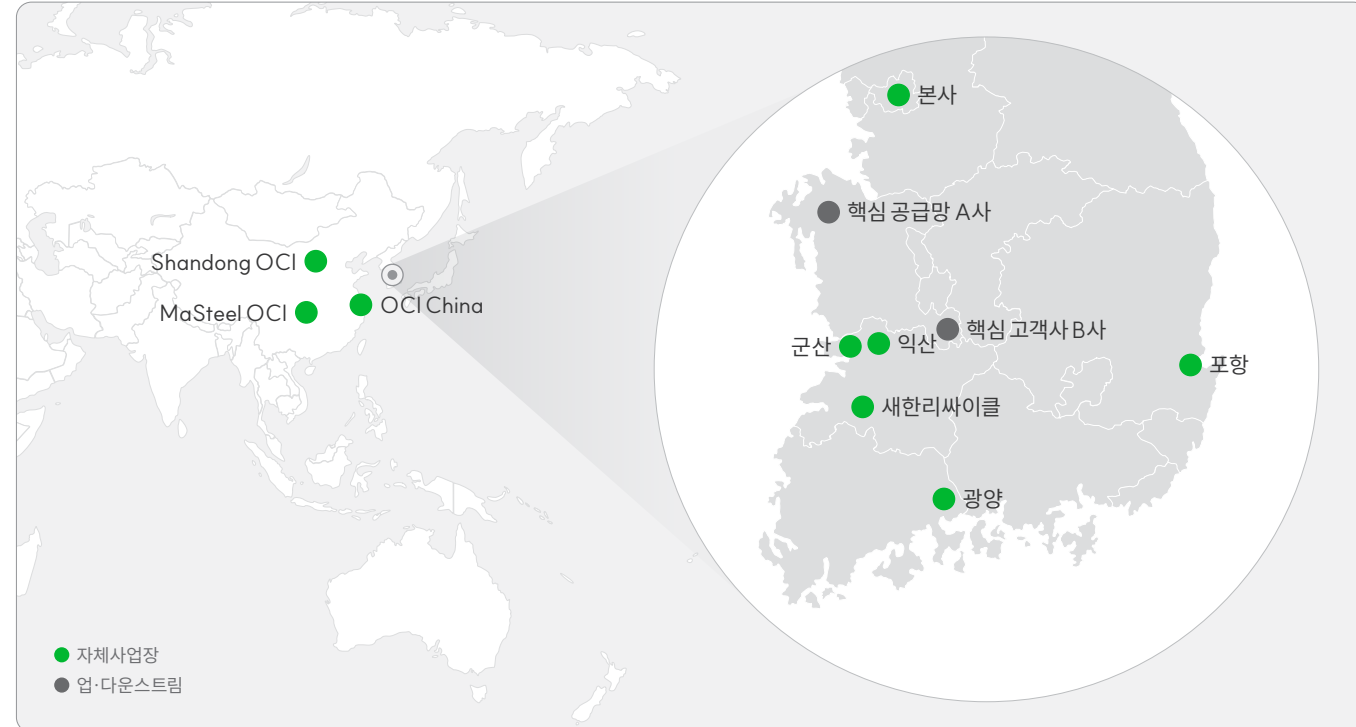 Shandong OCI
MaSteel OCI
OCI China
본사
핵심 공급망 A사
핵심 고객사 B사
군산
익산
포항
새한리싸이클
광양
자체사업장
업·다운스트림